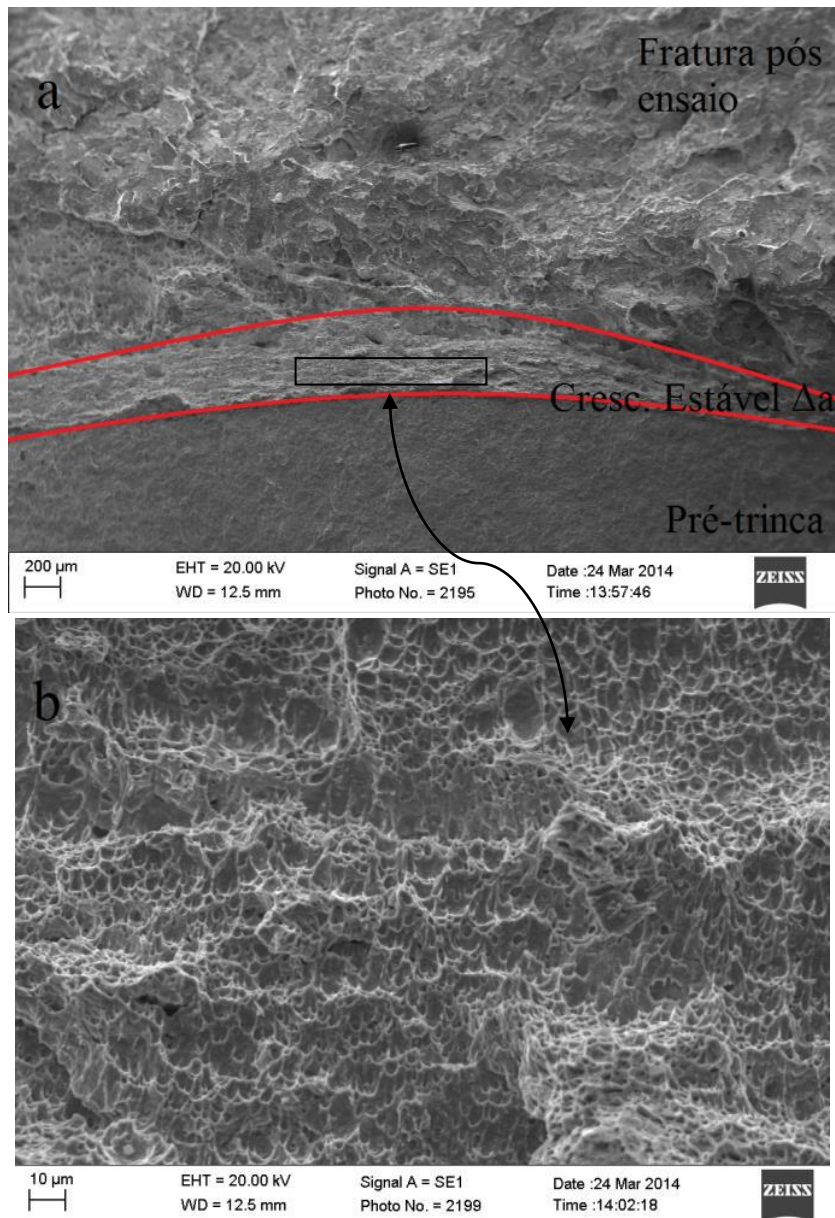 a
Fratura pós
ensaio
Cresc. Estável Δa
Pré-trinca
200 µm
EHT = 20.00 kV
WD = 12.5 mm
Signal A = SE1
Photo No. = 2195
Date :24 Mar 2014
Time :13:57:46
ZEISS
b
10 µm
EHT = 20.00 kV
WD = 12.5 mm
Signal A = SE1
Photo No. = 2199
Date :24 Mar 2014
Time :14:02:18
ZEISS